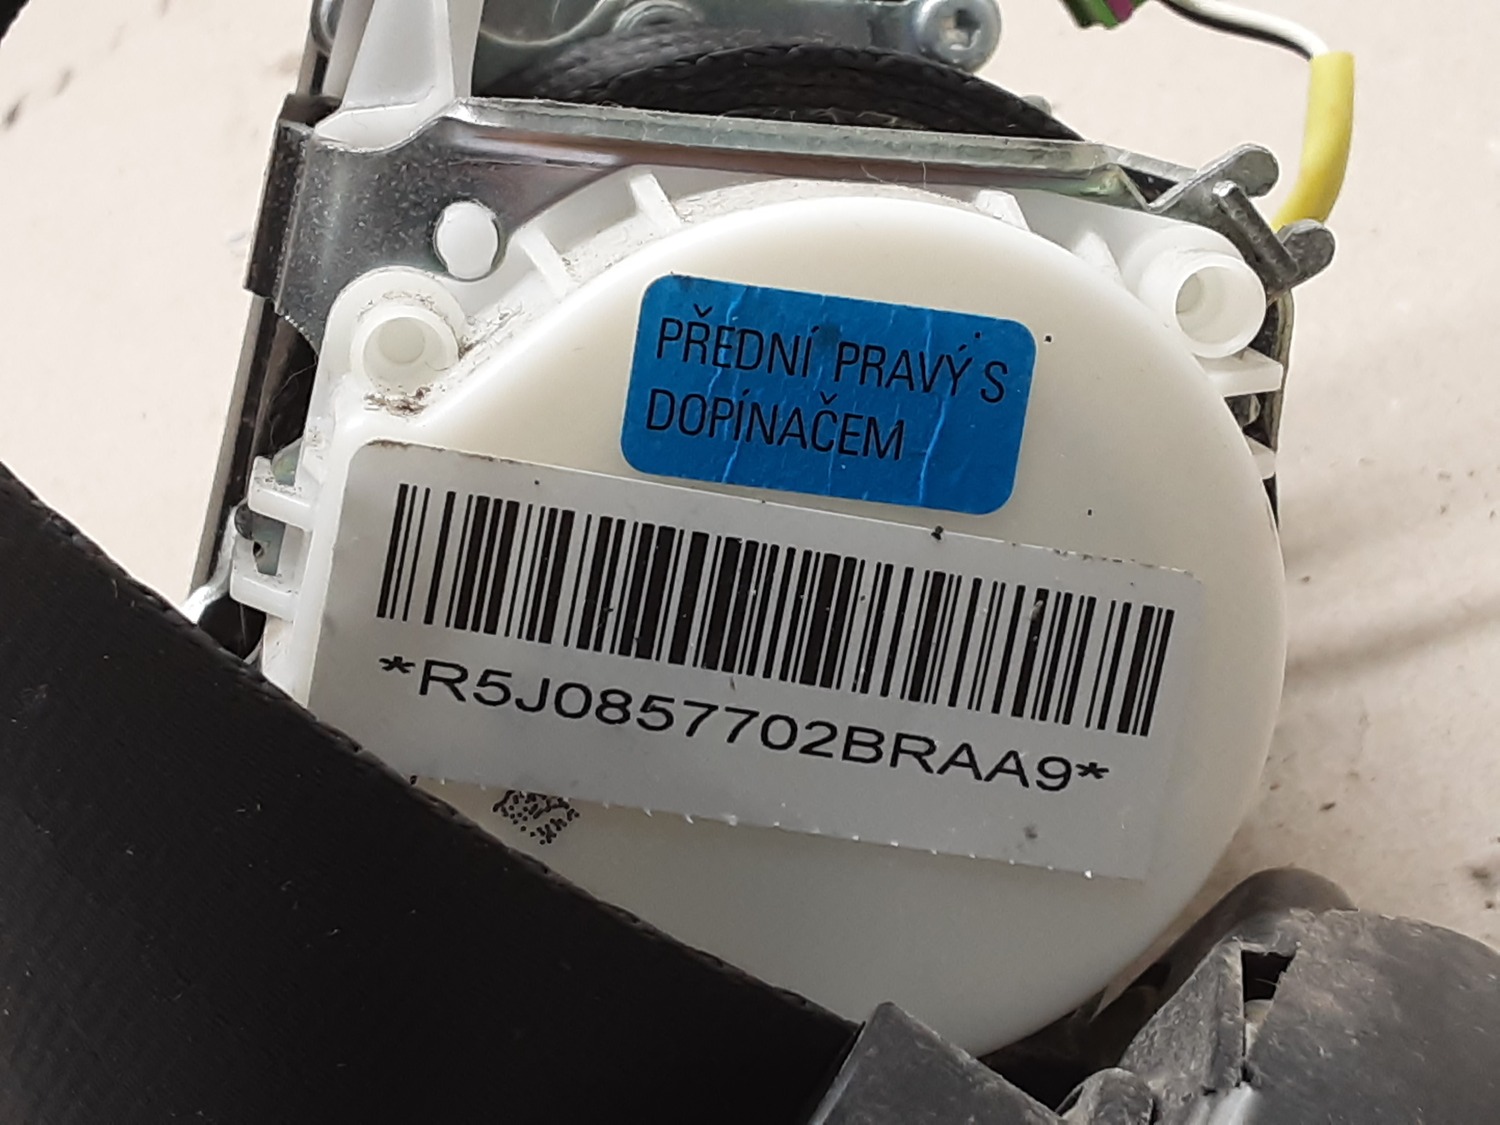 PŘEDNÍ PRAVÝ S
DOPÍNAČEM
*R5J0857702BRAA9*